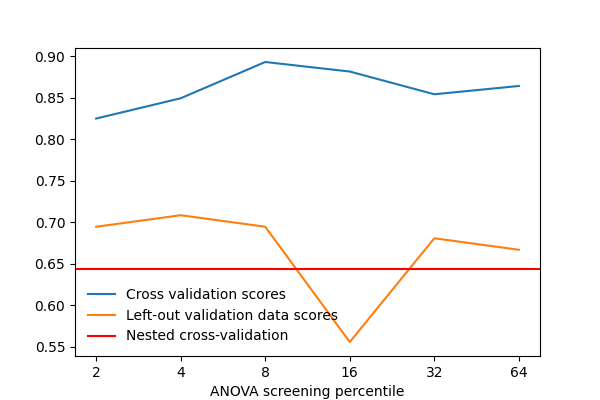 0.90
0.85
0.80
0.75
0.70
0.65
0.60
0.55
Cross validation scores
Left-out validation data scores
Nested cross-validation
2 4 8 16 32 64
ANOVA screening percentile